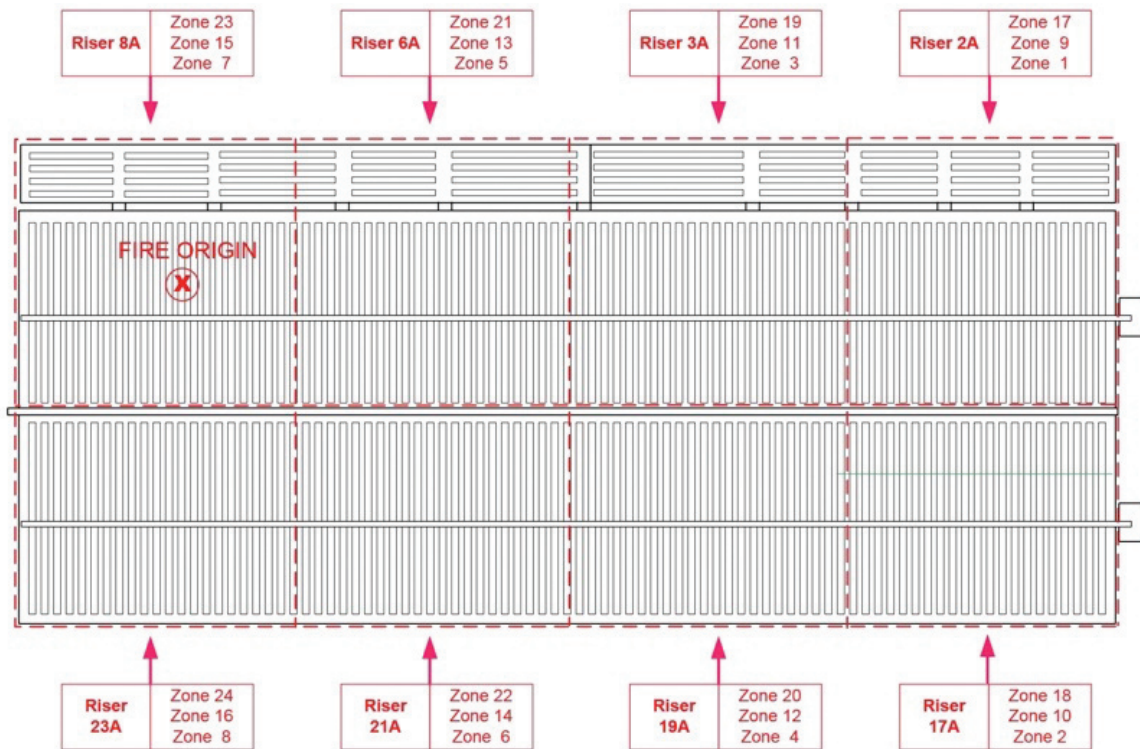 Riser 8A
Zone 23
Zone 15
Zone 7
Riser 6A
Zone 21
Zone 13
Zone 5
Riser 3A
Zone 19
Zone 11
Zone 3
Riser 2A
Zone 17
Zone 9
Zone 1
FIRE ORIGIN
X
Riser
23A
Zone 24
Zone 16
Zone 8
Riser
21A
Zone 22
Zone 14
Zone 6
Riser
19A
Zone 20
Zone 12
Zone 4
Riser
17A
Zone 18
Zone 10
Zone 2